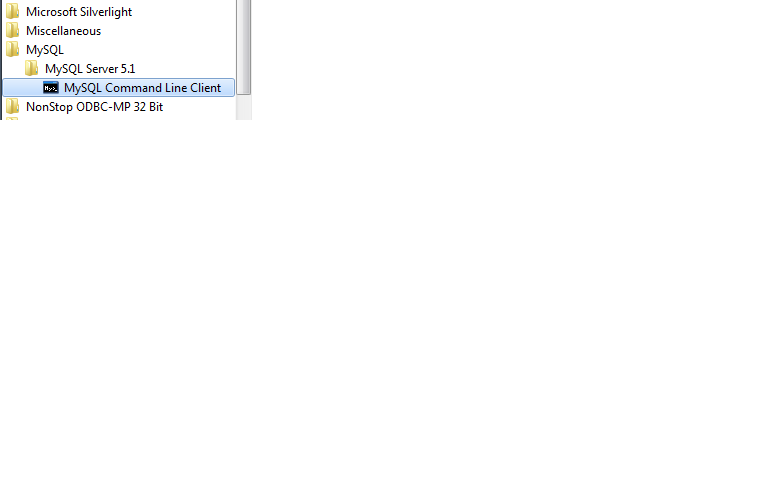 Microsoft Silverlight
Miscellaneous
MySQL
MySQL Server 5.1
MySQL Command Line Client
NonStop ODBC-MP 32 Bit